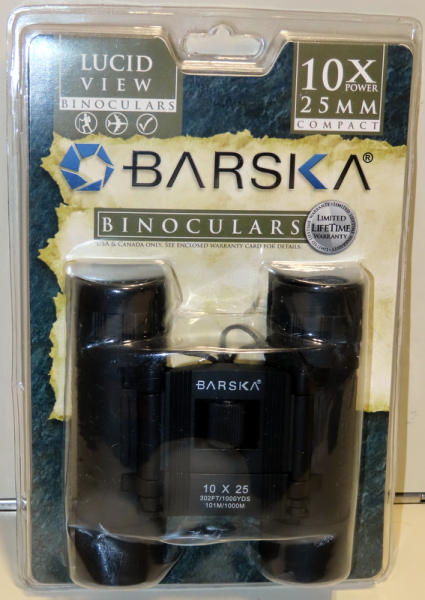 LUCID
VIEW
BINOCULARS
10X
POWER
25MM
COMPACT
BARSKA®
BINOCULARS
LIMITED
LIFETIME
WARRANTY
USA & CANADA ONLY. SEE ENCLOSED WARRANTY CARD FOR DETAILS.
BARSKA®
10 X 25
302FT/1000YDS
101M/1000M